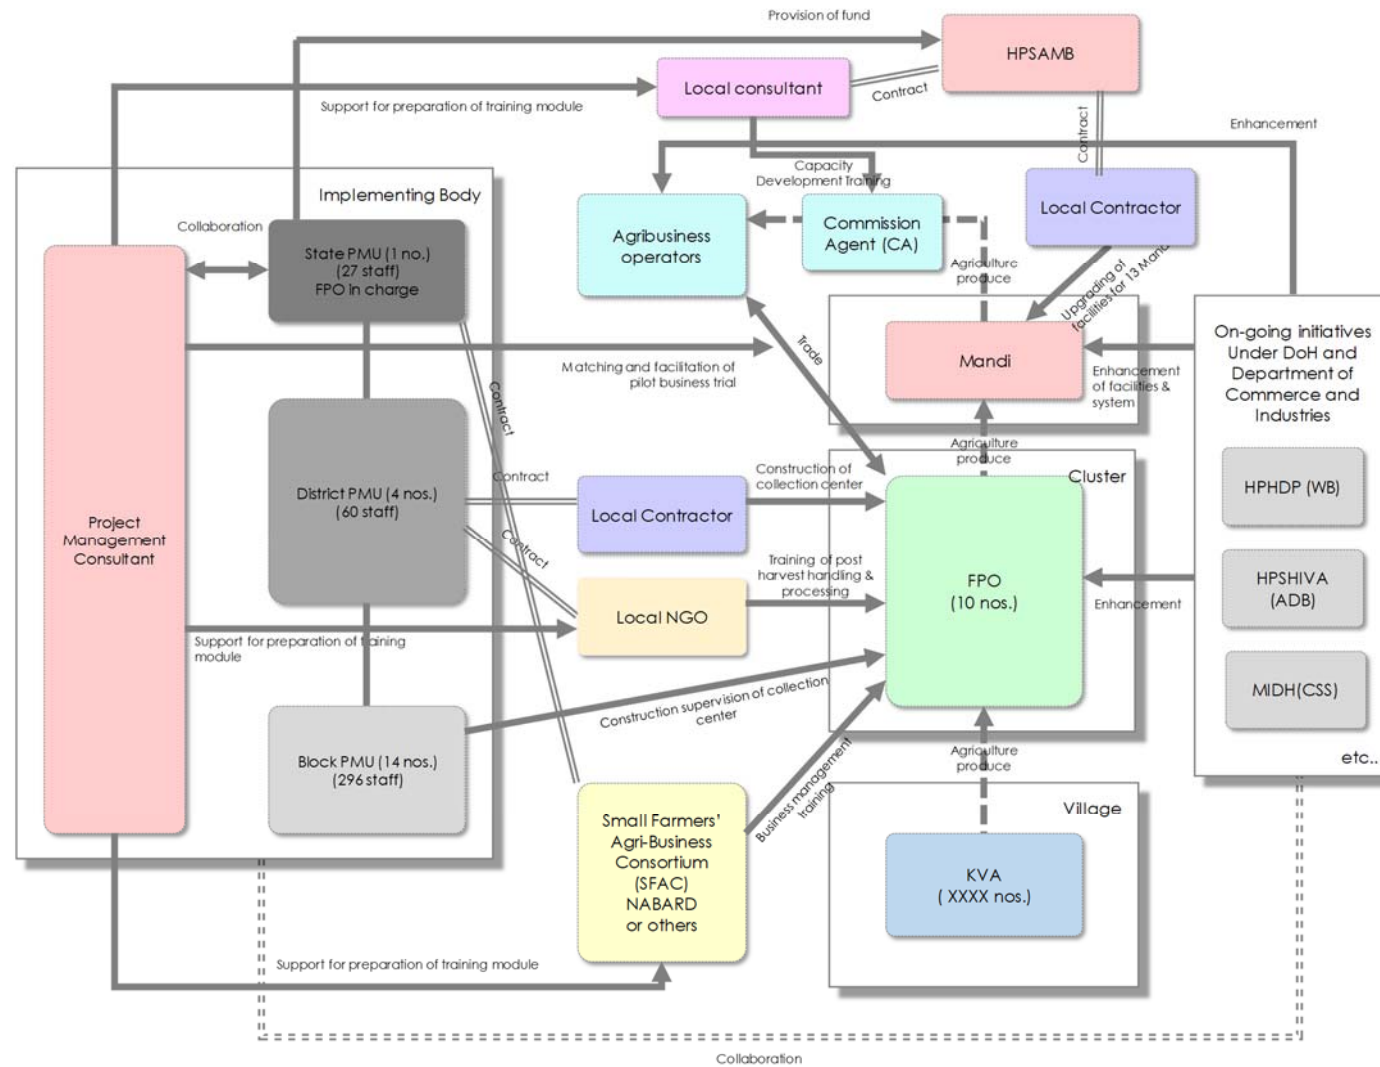 Provision of fund
HPSAMB
Local consultant
Contract
Support for preparation of training module
Enhancement
Contract
Capacity
Development Training
Implementing Body
Collaboration
State PMU (1 no.)
(27 staff)
FPO in charge
Agribusiness
operators
Commission
Agent (CA)
Local Contractor
Agriculture
produce
Upgrading of
facilities for 13 Mand
On-going initiatives
Under DoH and
Department of
Commerce and
Industries
Trade
Mandi
Matching and facilitation of
pilot business trial
Enhancement
of facilities &
system
Contract
Agriculture
produce
Cluster
HPHDP (WB)
District PMU (4 nos.)
(60 staff)
Contract
Local Contractor
Construction of
collection center
Project
Management
Consultant
Contract
Training of post
harvest handling &
processing
FPO
(10 nos.)
HPSHIVA
(ADB)
Enhancement
Local NGO
Support for preparation of training
module
MIDH(CSS)
Construction supervision of collection
center
Block PMU (14 nos.)
(296 staff)
Agriculture
produce
etc..
Business management
training
Small Farmers’
Agri-Business
Consortium
(SFAC)
NABARD
or others
Village
KVA
( XXXX nos.)
Support for preparation of training module
Collaboration